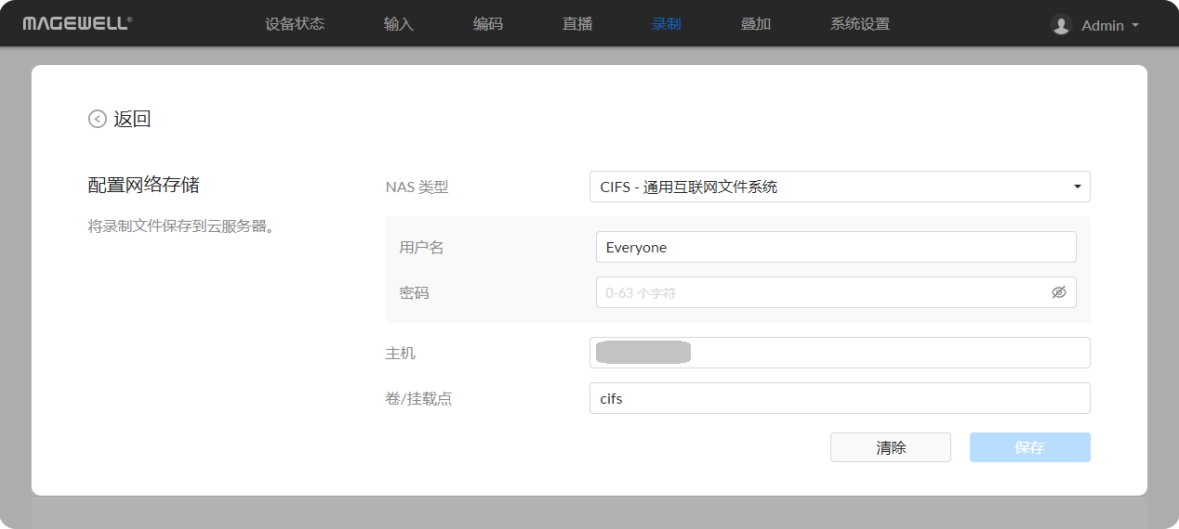 MAGEWELL®
设备状态 输入 编码 直播 录制 叠加 系统设置 Admin
返回
配置网络存储
将录制文件保存到云服务器。
NAS 类型 CIFS - 通用互联网文件系统
用户名 Everyone
密码 0-63 个字符
主机
卷/挂载点 cifs
清除 保存